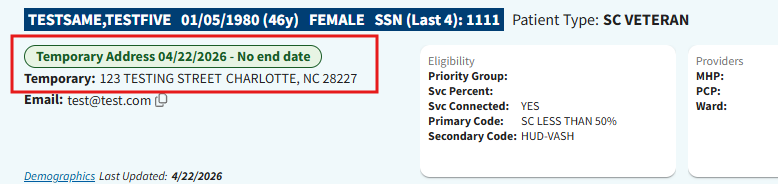 TESTSAME,TESTFIVE 01/05/1980 (46y) FEMALE SSN (Last 4): 1111 Patient Type: SC VETERAN
Temporary Address 04/22/2026 - No end date
Temporary: 123 TESTING STREET CHARLOTTE, NC 28227
Email: test@test.com
Demographics Last Updated: 4/22/2026
Eligibility
Priority Group:
Svc Percent:
Svc Connected: YES
Primary Code: SC LESS THAN 50%
Secondary Code: HUD-VASH
Providers
MHP:
PCP:
Ward: